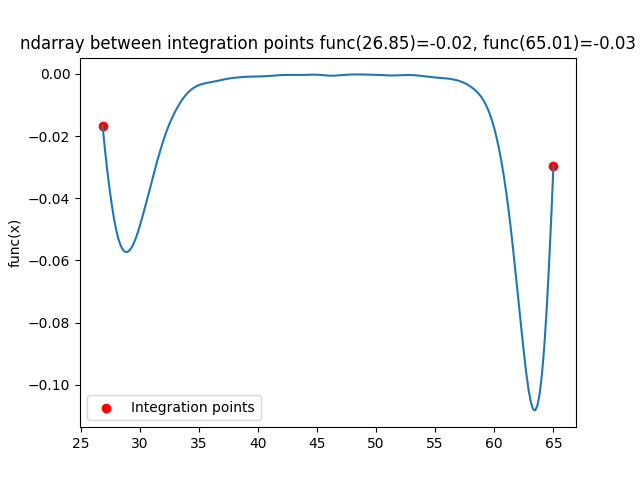 ndarray between integration points func(26.85)=-0.02, func(65.01)=-0.03
0.00
−0.02
−0.04
−0.06
−0.08
−0.10
func(x)
Integration points
25 30 35 40 45 50 55 60 65